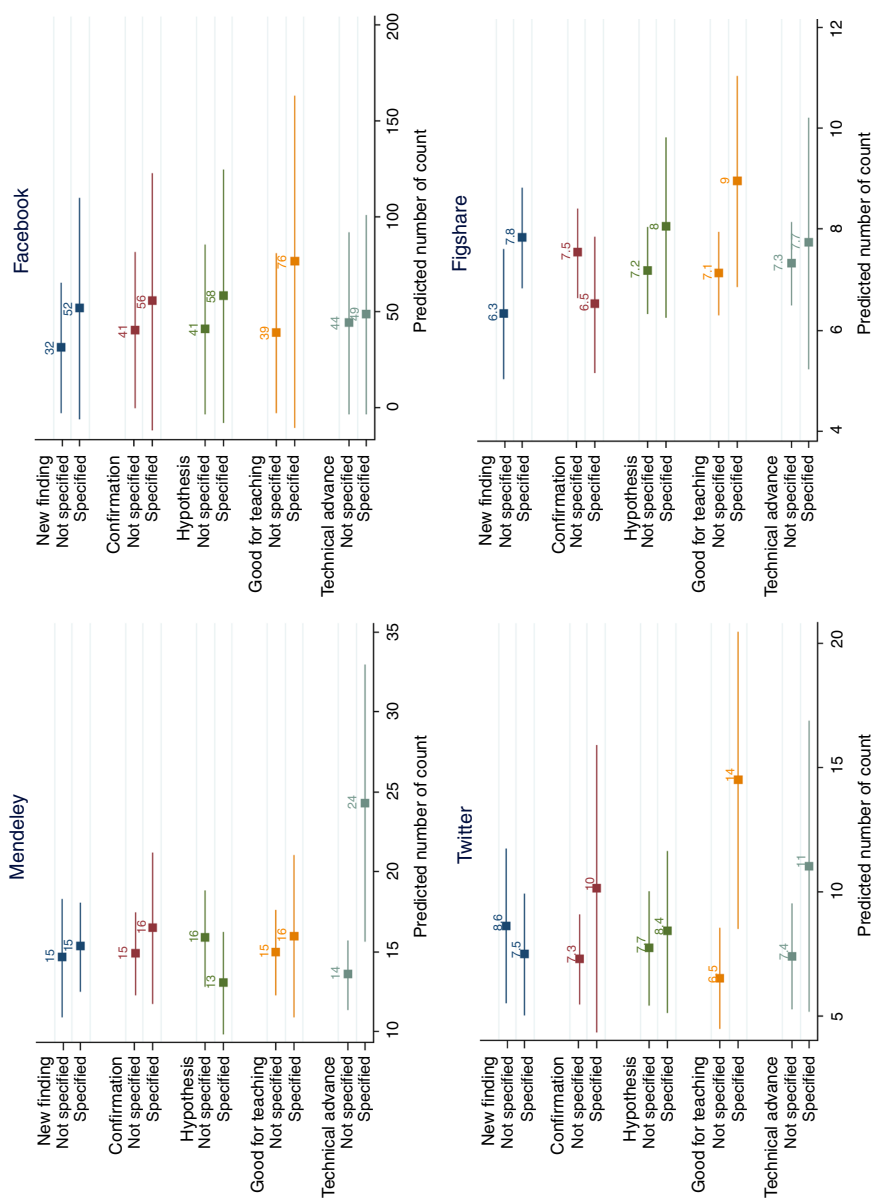 Mendeley
New finding
Not specified
15
Specified
15
Confirmation
Not specified
15
Specified
16
Hypothesis
Not specified
16
Specified
13
Good for teaching
Not specified
15
Specified
16
Technical advance
Not specified
14
Specified
24
10 15 20 25 30 35
Predicted number of count
Facebook
New finding
Not specified
32
Specified
52
Confirmation
Not specified
41
Specified
56
Hypothesis
Not specified
41
Specified
58
Good for teaching
Not specified
39
Specified
76
Technical advance
Not specified
44
Specified
49
0 50 100 150 200
Predicted number of count
Twitter
New finding
Not specified
8.6
Specified
7.5
Confirmation
Not specified
7.3
Specified
10
Hypothesis
Not specified
7.7
Specified
8.4
Good for teaching
Not specified
6.5
Specified
14
Technical advance
Not specified
7.4
Specified
11
5 10 15 20
Predicted number of count
Figshare
New finding
Not specified
6.3
Specified
7.8
Confirmation
Not specified
7.5
Specified
6.5
Hypothesis
Not specified
7.2
Specified
8
Good for teaching
Not specified
7.1
Specified
9
Technical advance
Not specified
7.3
Specified
7.7
4 6 8 10 12
Predicted number of count